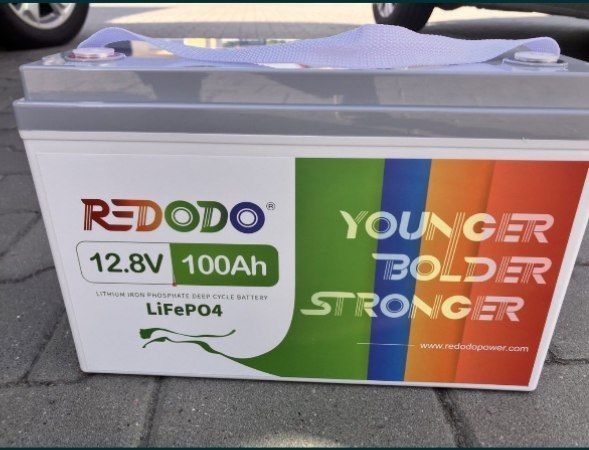 REDODO®
12.8V 100Ah
LITHIUM IRON PHOSPHATE DEEP CYCLE BATTERY
LiFePO4
YOUNGER
BOLDER
STRONGER
www.redodopower.com